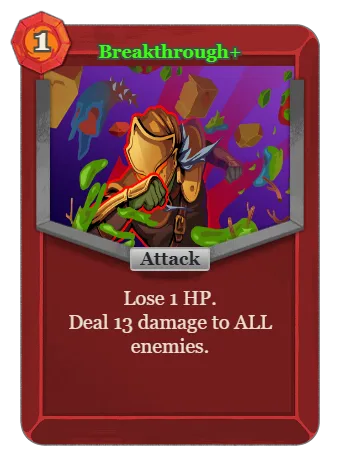 1
Breakthrough+
Attack
Lose 1 HP.
Deal 13 damage to ALL
enemies.